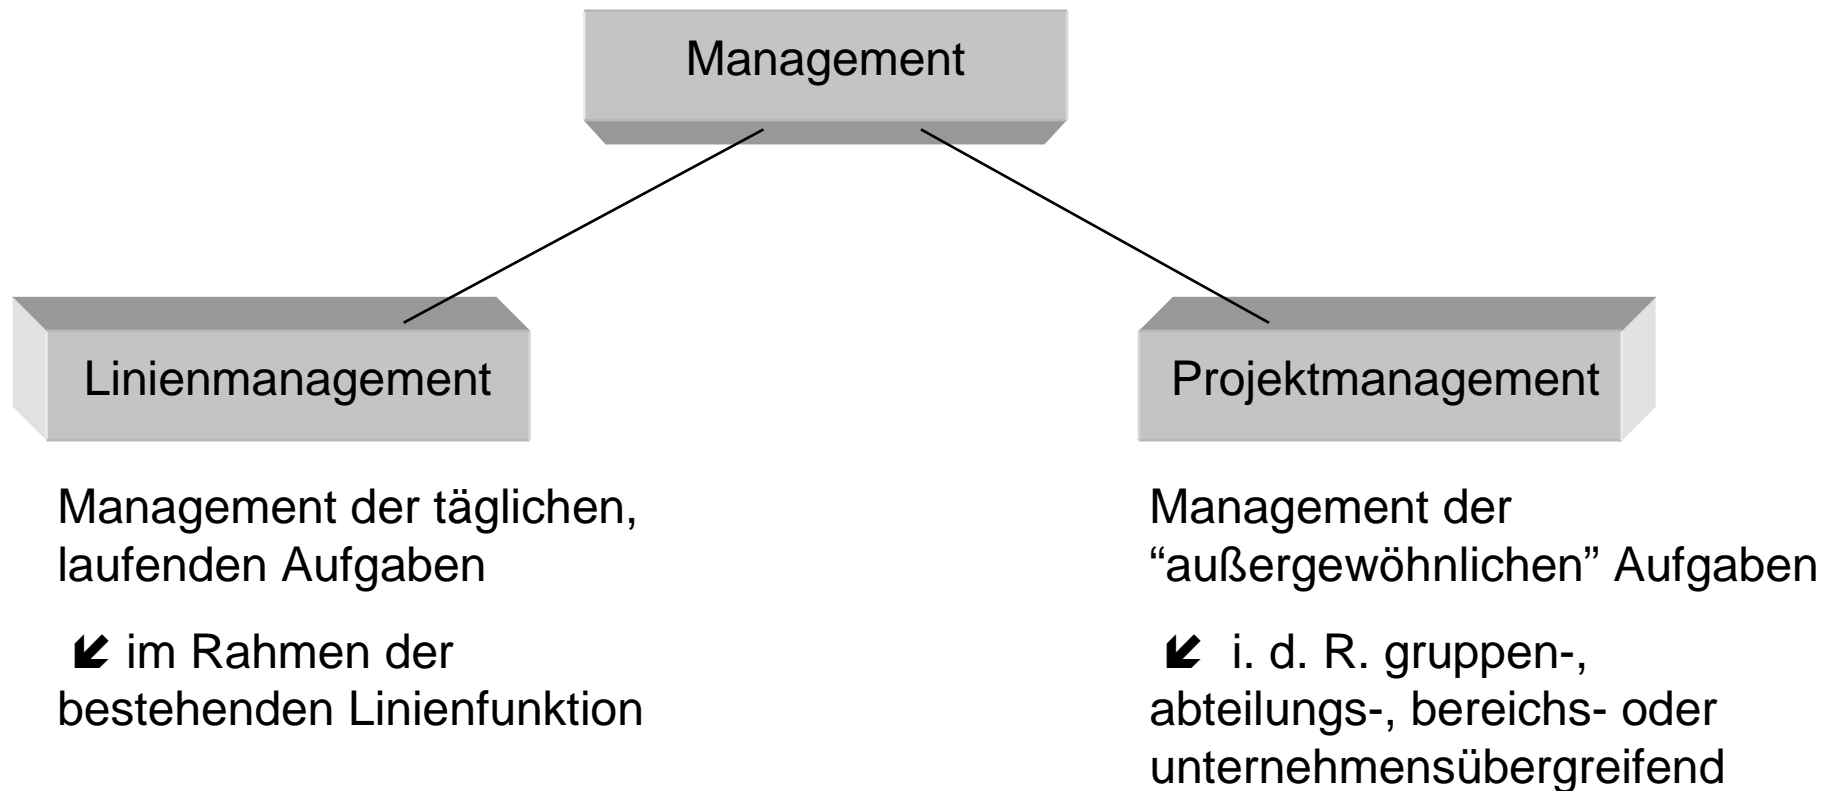 Management
Linienmanagement
Projektmanagement
Management der täglichen,
laufenden Aufgaben
🡿 im Rahmen der
bestehenden Linienfunktion
Management der
“außergewöhnlichen” Aufgaben
🡿 i. d. R. gruppen-,
abteilungs-, bereichs- oder
unternehmensübergreifend